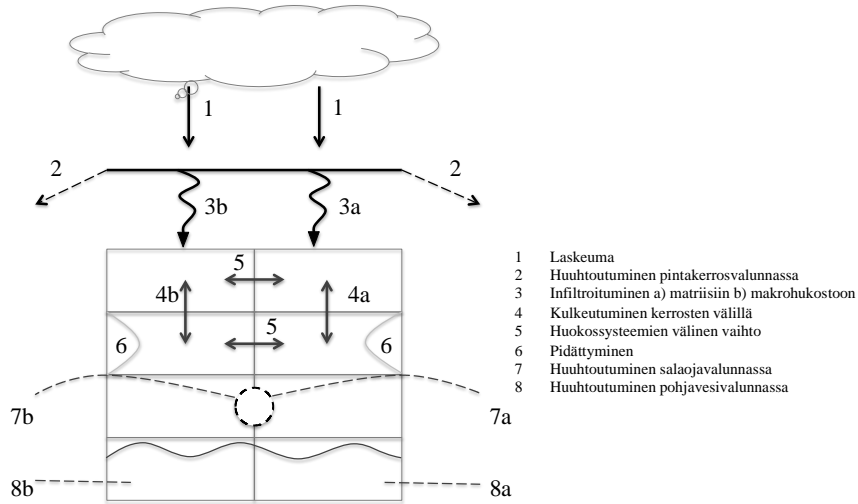 1 1
2 2
3b 3a
5
4b 4a
5
6 6
7b 7a
8b 8a
1 Laskeuma
2 Huuhtoutuminen pintakerrosvalunnassa
3 Infiltroituminen a) matriisiin b) makrohukostoon
4 Kulkeutuminen kerrosten välillä
5 Huokossysteemien välinen vaihto
6 Pidättyminen
7 Huuhtoutuminen salaojavalunnassa
8 Huuhtoutuminen pohjavesivalunnassa